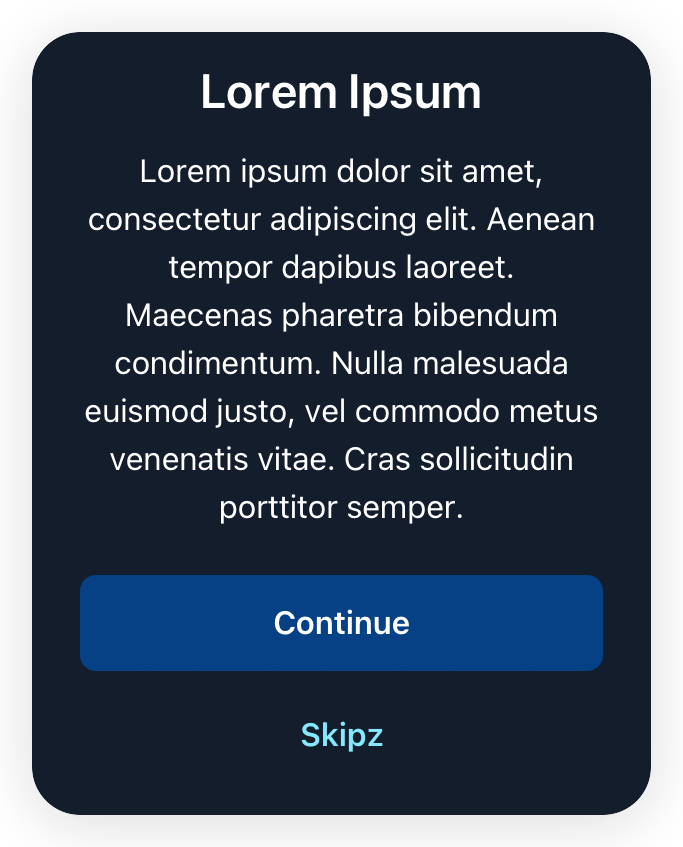 Lorem Ipsum
Lorem ipsum dolor sit amet,
consectetur adipiscing elit. Aenean
tempor dapibus laoreet.
Maecenas pharetra bibendum
condimentum. Nulla malesuada
euismod justo, vel commodo metus
venenatis vitae. Cras sollicitudin
porttitor semper.
Continue
Skipz